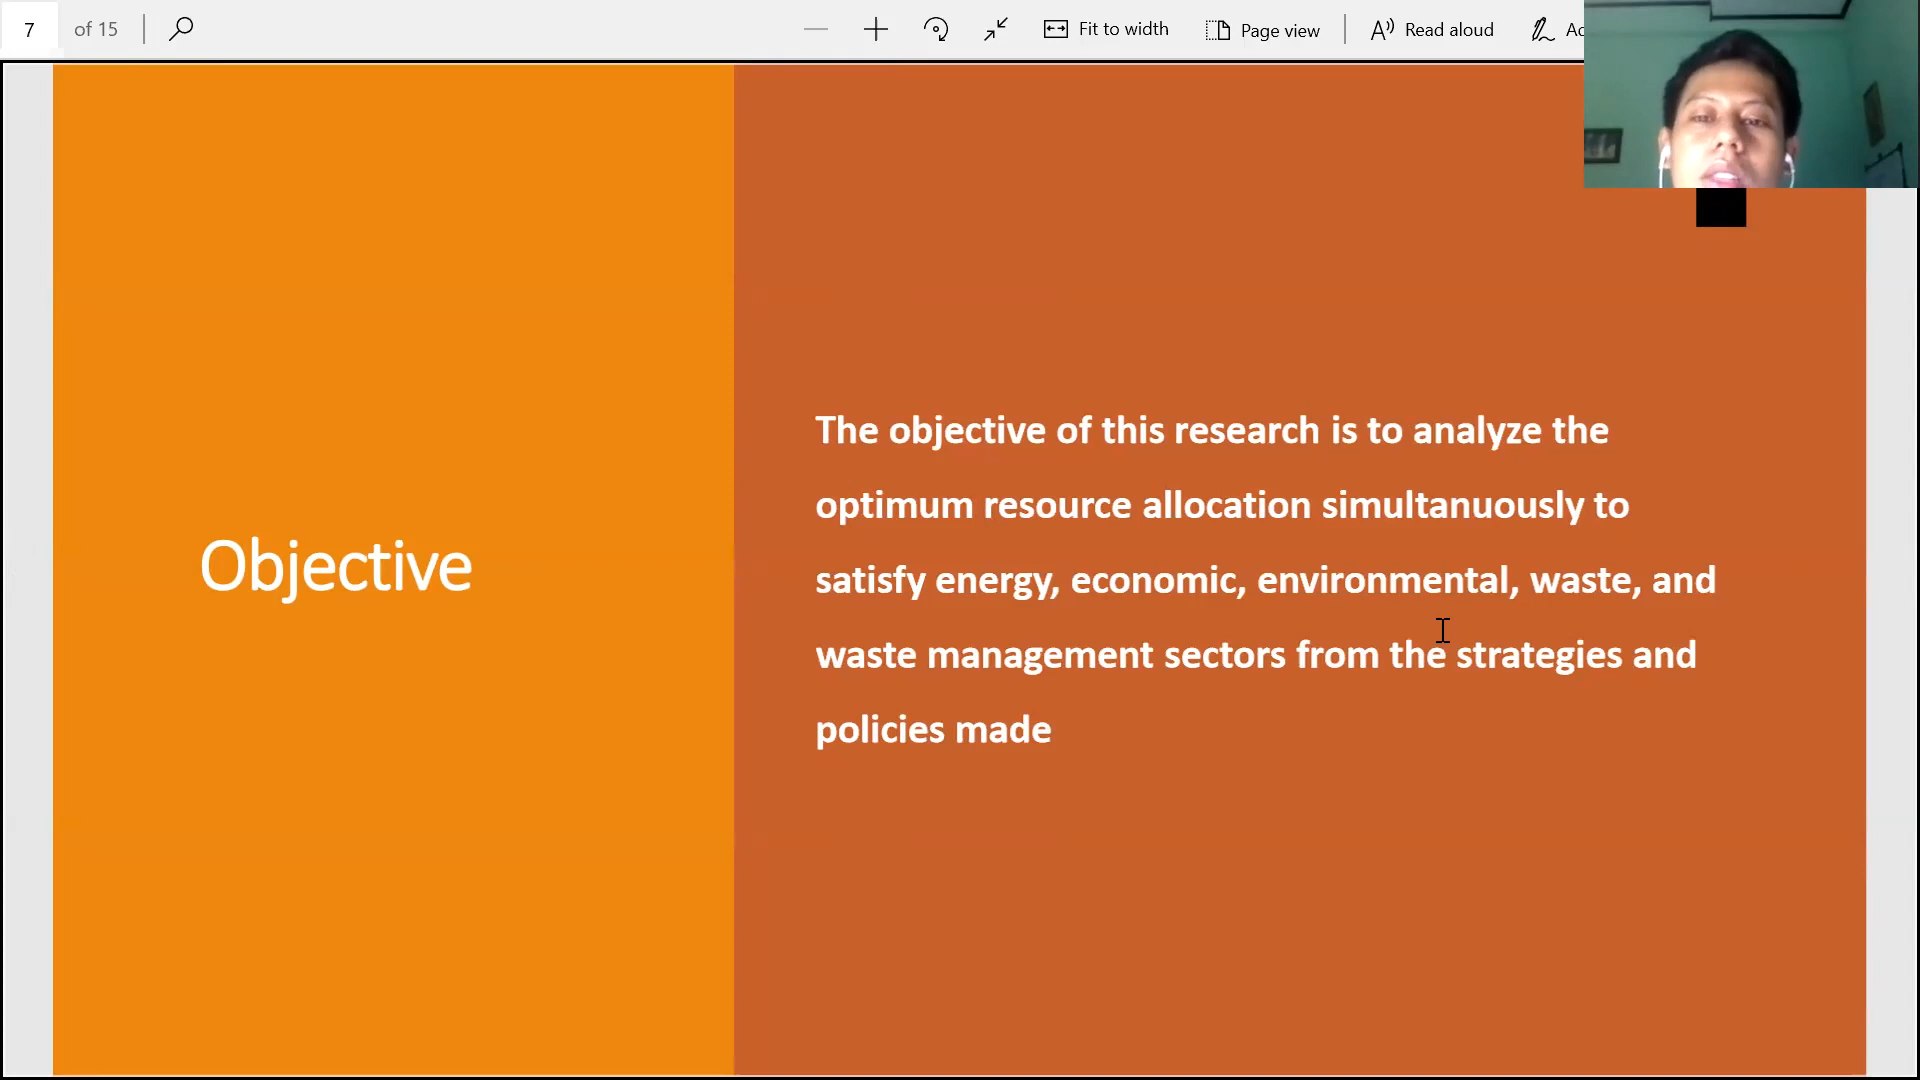 7 of 15 Fit to width Page view Read aloud
Objective
The objective of this research is to analyze the
optimum resource allocation simultanuously to
satisfy energy, economic, environmental, waste, and
waste management sectors from the strategies and
policies made